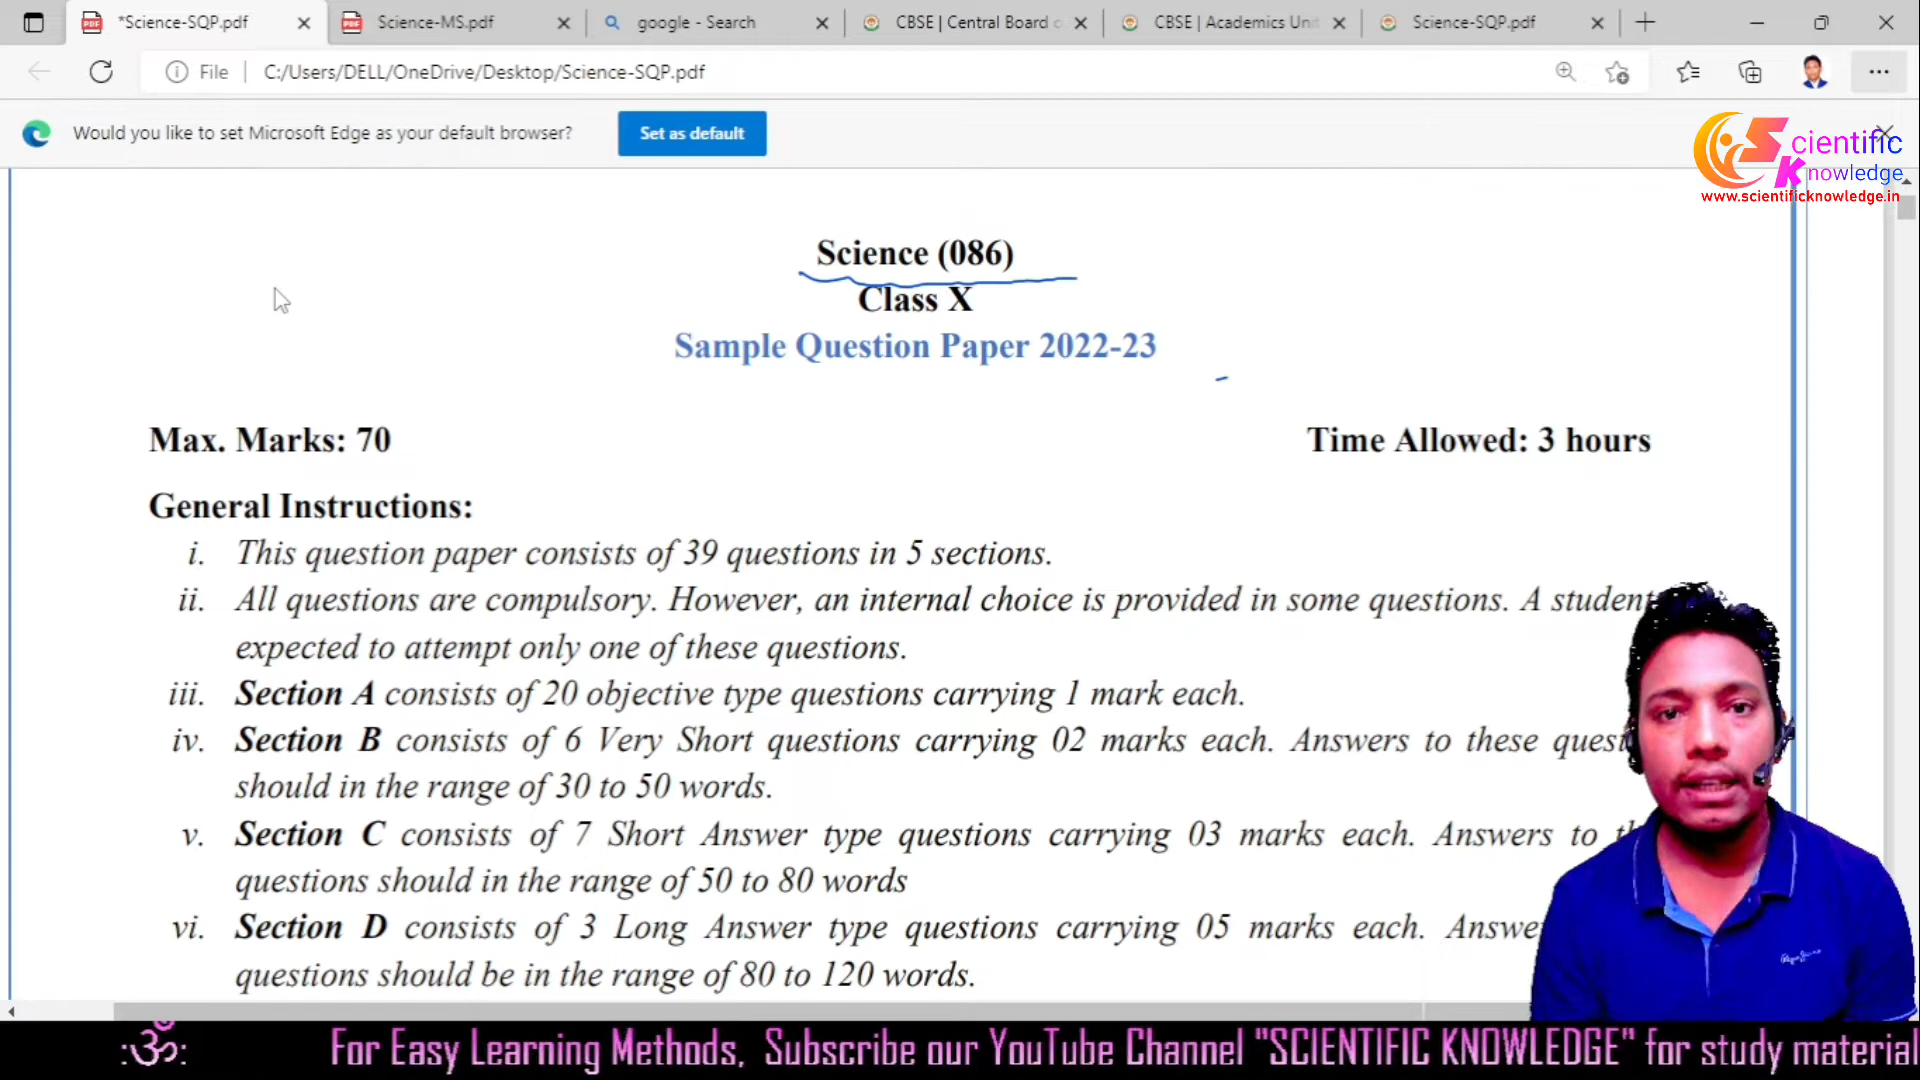 *Science-SQP.pdf
Science-MS.pdf
google - Search
CBSE | Central Board
CBSE | Academics Uni
Science-SQP.pdf
File
C:/Users/DELL/OneDrive/Desktop/Science-SQP.pdf
Would you like to set Microsoft Edge as your default browser?
Set as default
Scientific
Knowledge
www.scientificknowledge.in
Science (086)
Class X
Sample Question Paper 2022-23
Max. Marks: 70
Time Allowed: 3 hours
General Instructions:
i. This question paper consists of 39 questions in 5 sections.
ii. All questions are compulsory. However, an internal choice is provided in some questions. A student
expected to attempt only one of these questions.
iii. Section A consists of 20 objective type questions carrying 1 mark each.
iv. Section B consists of 6 Very Short questions carrying 02 marks each. Answers to these quest
should in the range of 30 to 50 words.
v. Section C consists of 7 Short Answer type questions carrying 03 marks each. Answers to
questions should in the range of 50 to 80 words
vi. Section D consists of 3 Long Answer type questions carrying 05 marks each. Answe
questions should be in the range of 80 to 120 words.
:ॐ: For Easy Learning Methods, Subscribe our YouTube Channel "SCIENTIFIC KNOWLEDGE" for study material